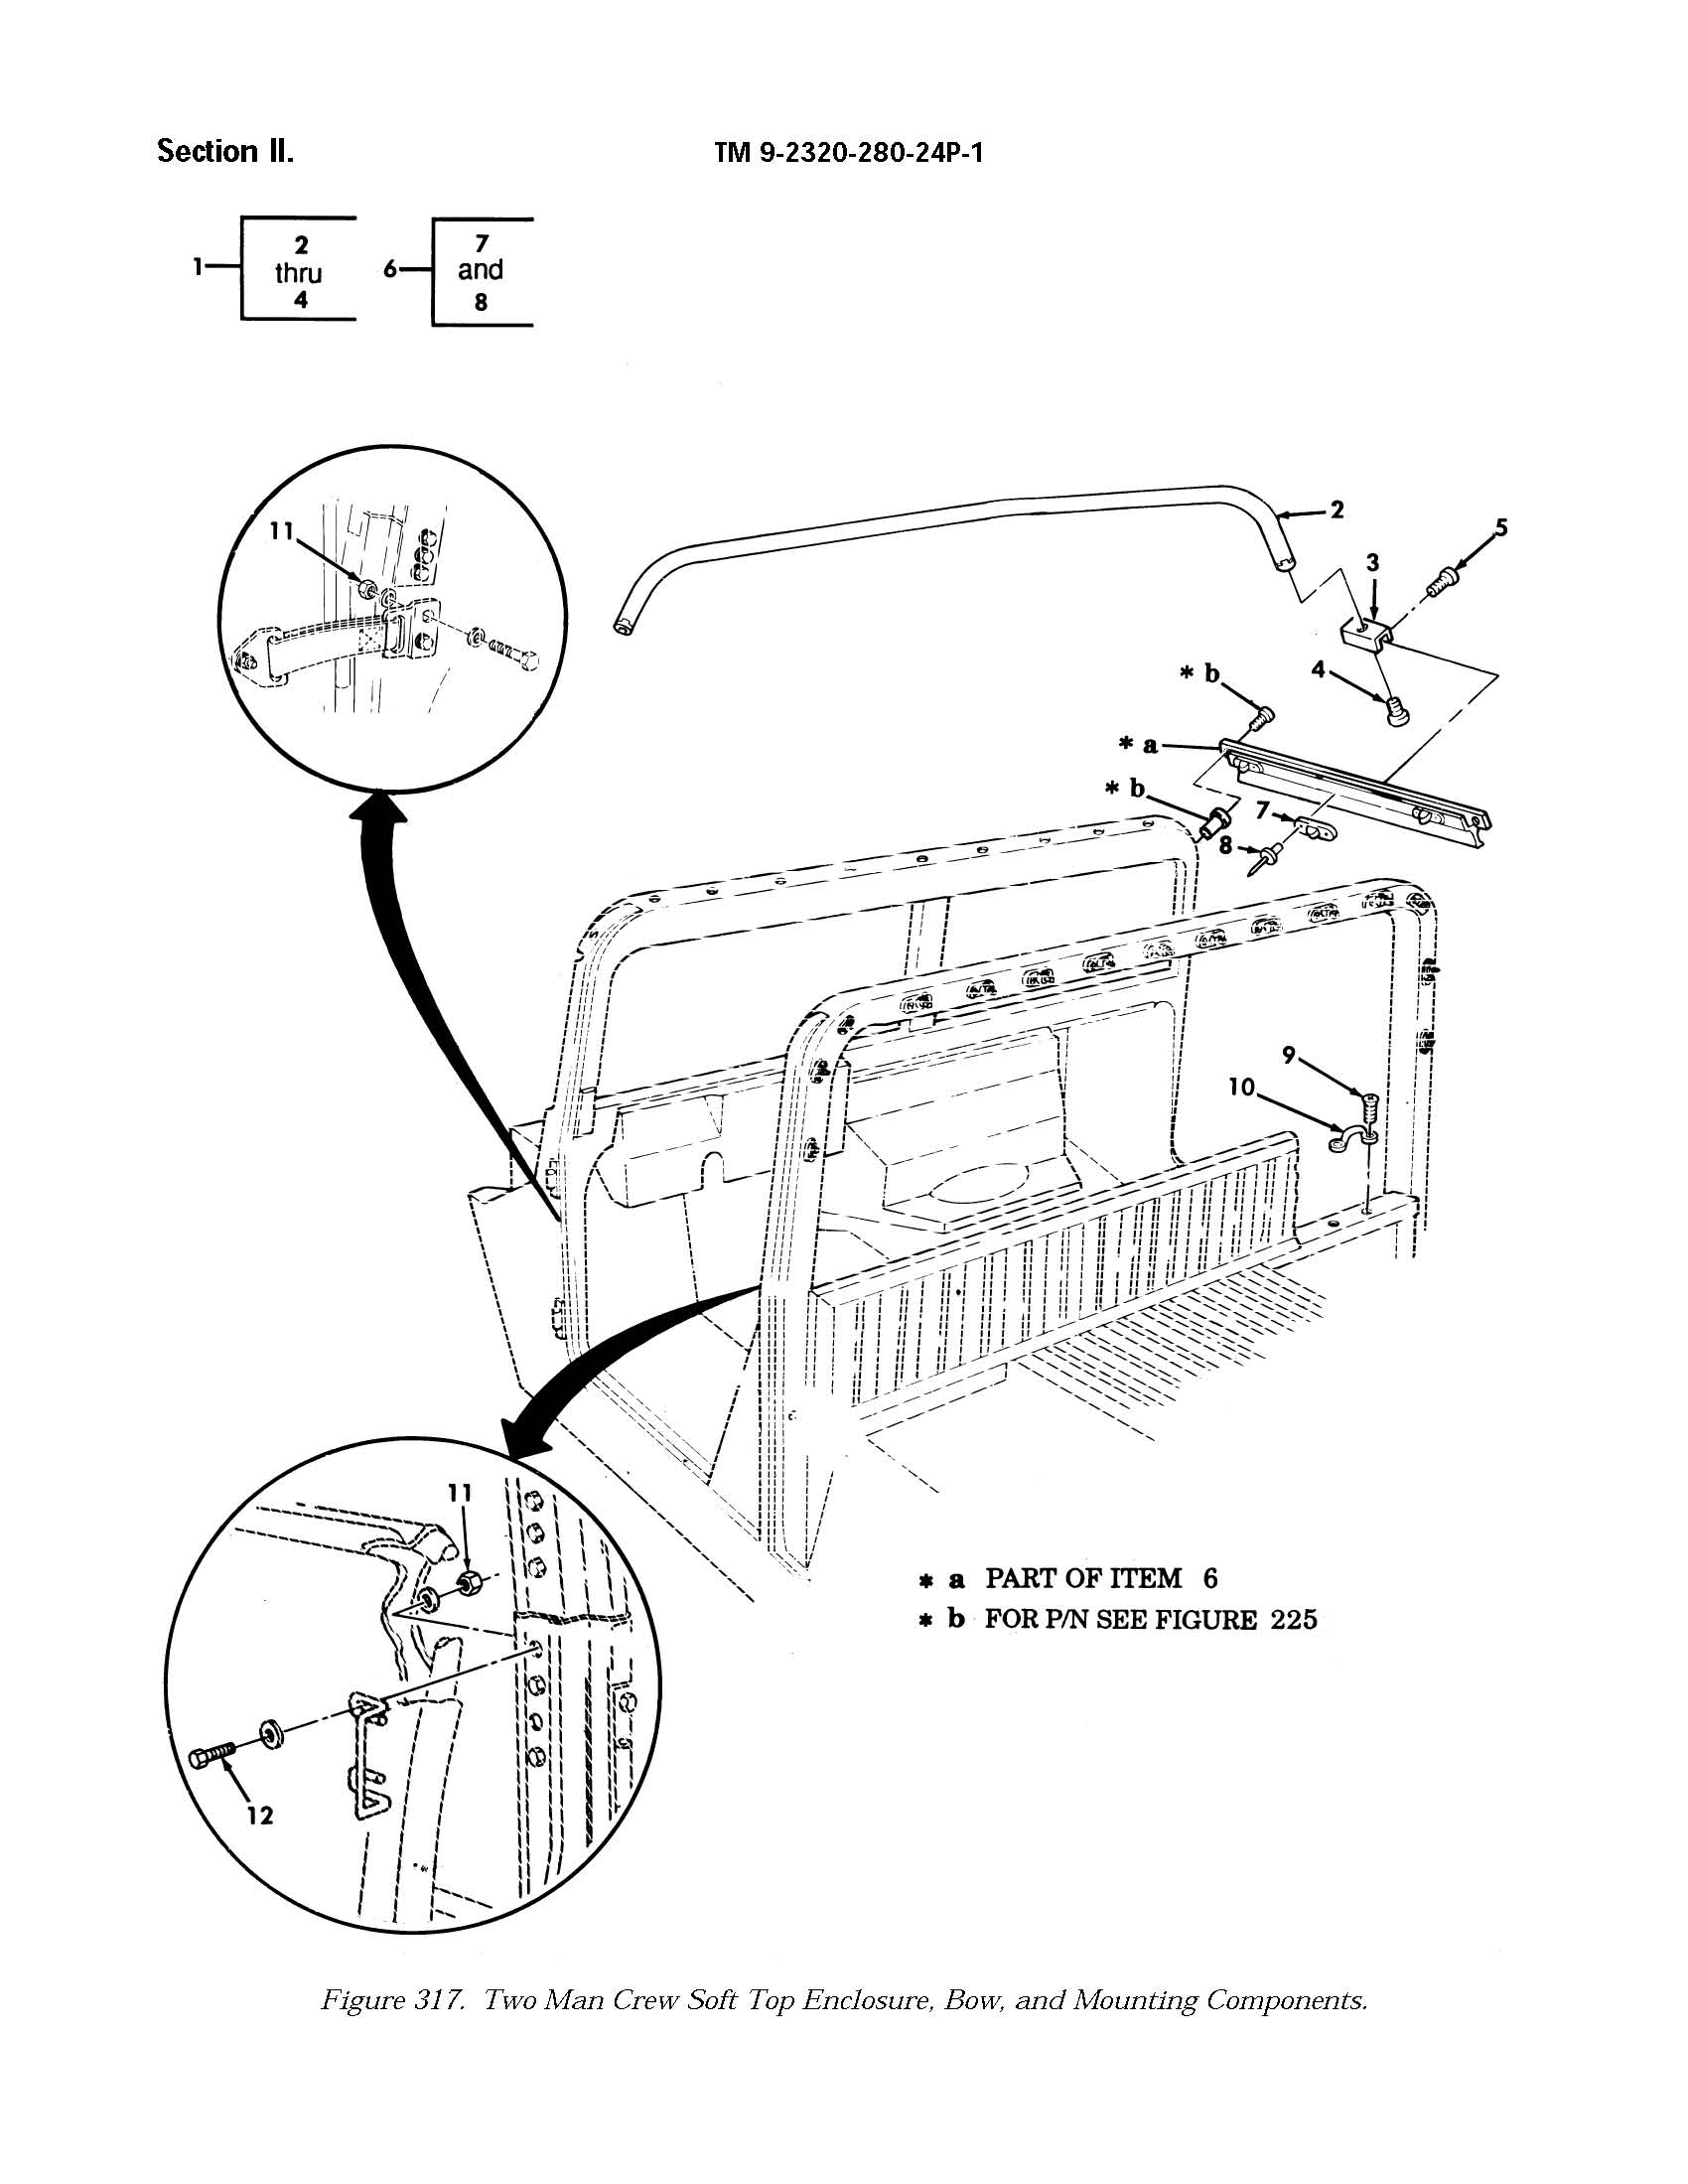 Section II. TM 9-2320-280-24P-1
1 2 thru 4 6 7 and 8
11
2
5
3
4
* b
* a
* b
7
8
9
10
11
12
* a PART OF ITEM 6
* b FOR P/N SEE FIGURE 225
Figure 317. Two Man Crew Soft Top Enclosure, Bow, and Mounting Components.